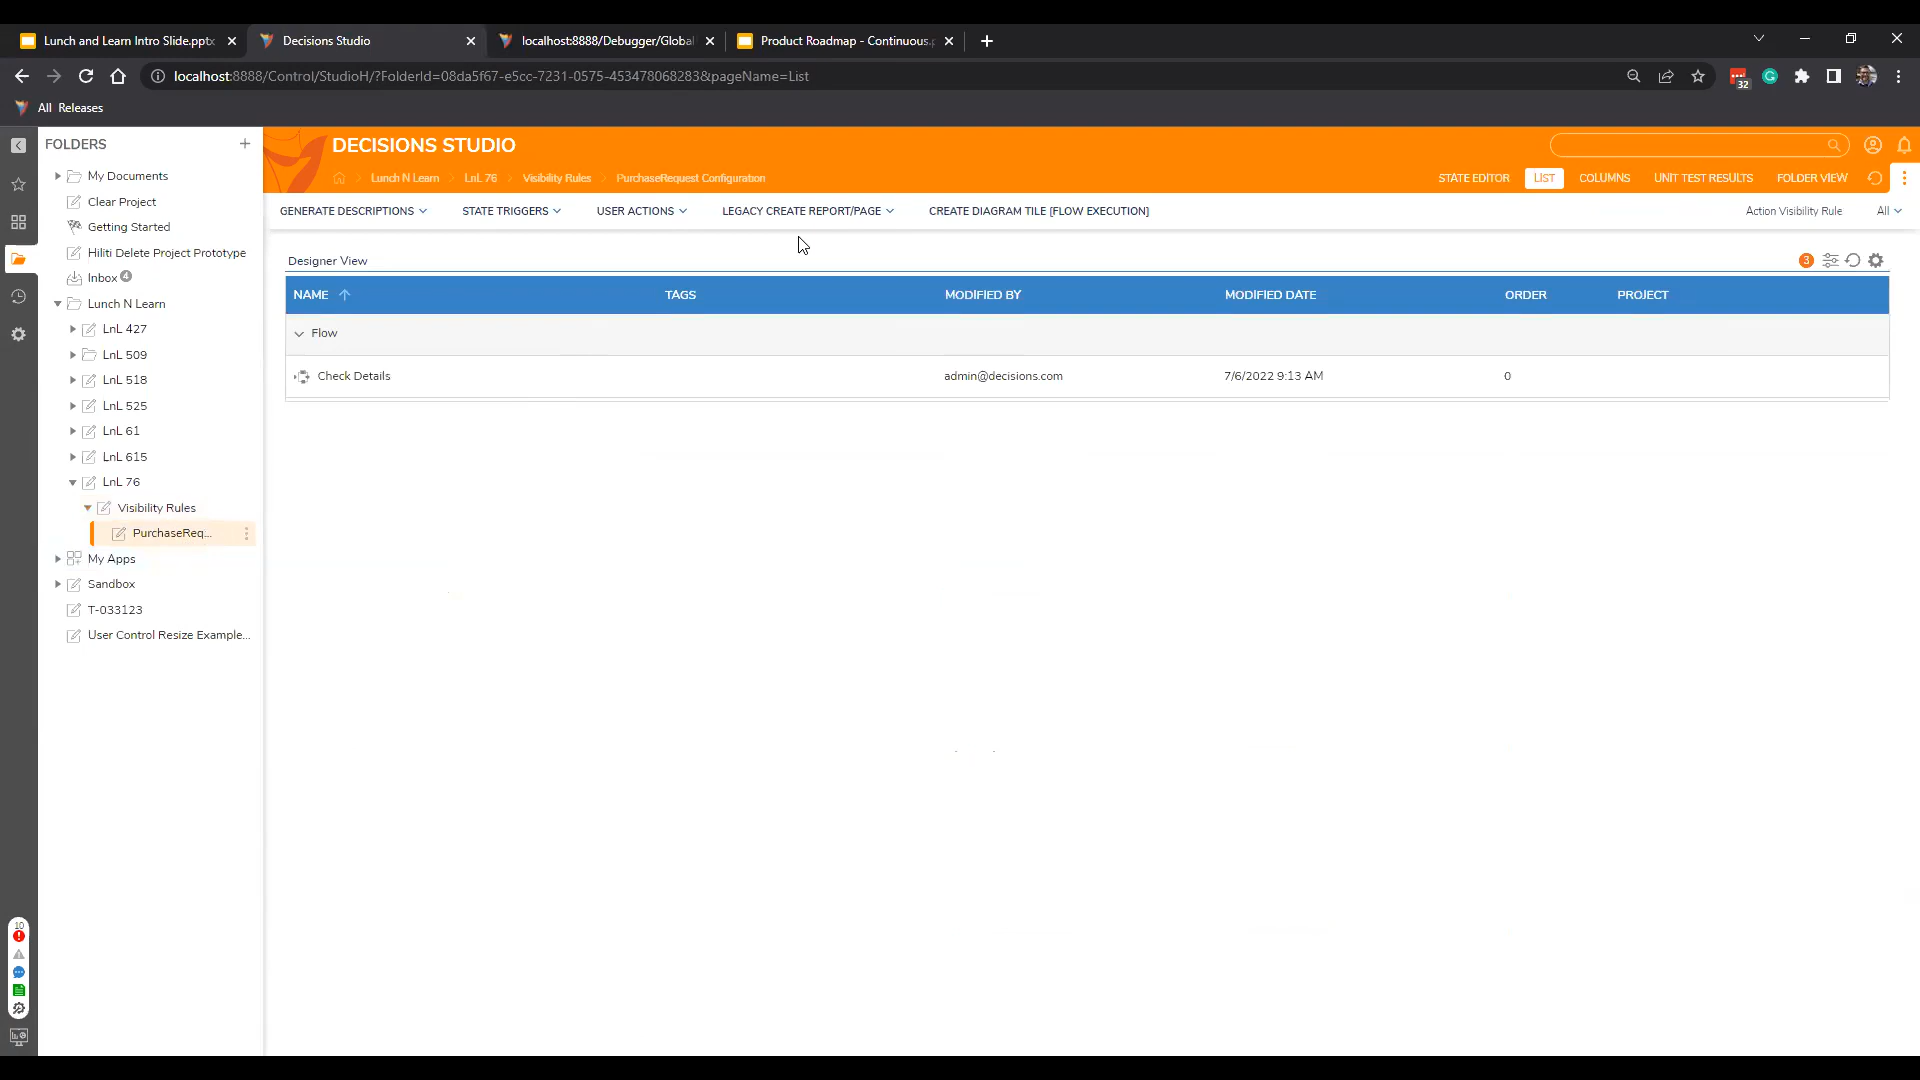 Lunch and Learn Intro Slide.pptx
Decisions Studio
localhost:8888/Debugger/Global
Product Roadmap - Continuous.p
localhost:8888/Control/StudioH/?FolderId=08da5f67-e5cc-7231-0575-453478068283&pageName=List
32
All Releases
FOLDERS
My Documents
Clear Project
Getting Started
Hiliti Delete Project Prototype
Inbox 4
Lunch N Learn
LnL 427
LnL 509
LnL 518
LnL 525
LnL 61
LnL 615
LnL 76
Visibility Rules
PurchaseReq...
My Apps
Sandbox
T-033123
User Control Resize Example...
10
DECISIONS STUDIO
Lunch N Learn
LnL 76
Visibility Rules
PurchaseRequest Configuration
STATE EDITOR
LIST
COLUMNS
UNIT TEST RESULTS
FOLDER VIEW
GENERATE DESCRIPTIONS
STATE TRIGGERS
USER ACTIONS
LEGACY CREATE REPORT/PAGE
CREATE DIAGRAM TILE [FLOW EXECUTION]
Action Visibility Rule
All
Designer View
3
NAME
TAGS
MODIFIED BY
MODIFIED DATE
ORDER
PROJECT
Flow
Check Details
admin@decisions.com
7/6/2022 9:13 AM
0